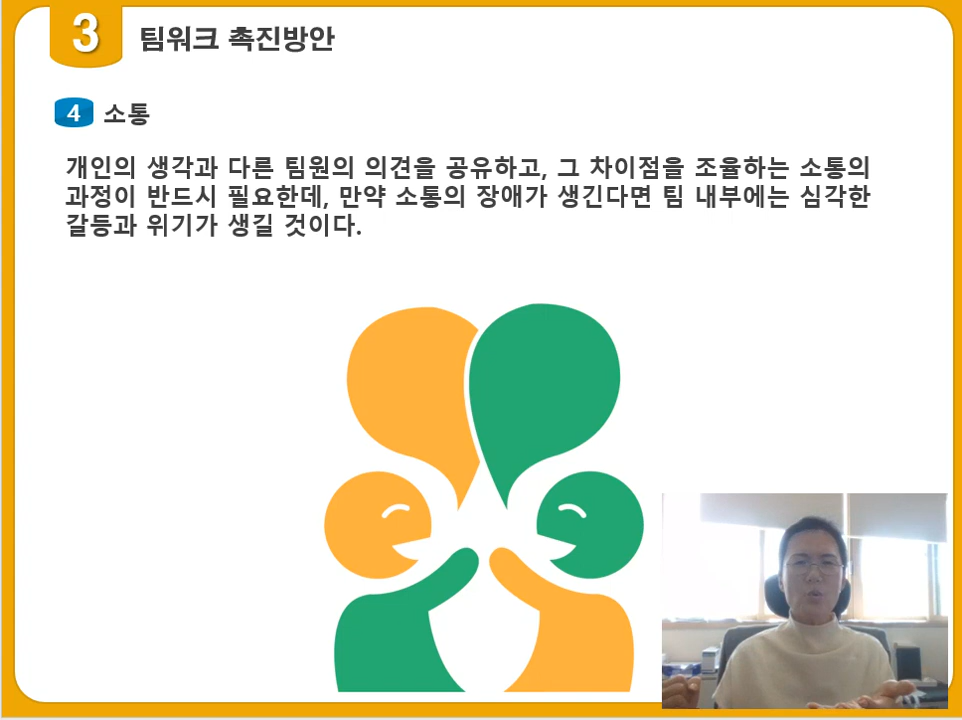 3
팀워크 촉진방안
4 소통
개인의 생각과 다른 팀원의 의견을 공유하고, 그 차이점을 조율하는 소통의
과정이 반드시 필요한데, 만약 소통의 장애가 생긴다면 팀 내부에는 심각한
갈등과 위기가 생길 것이다.